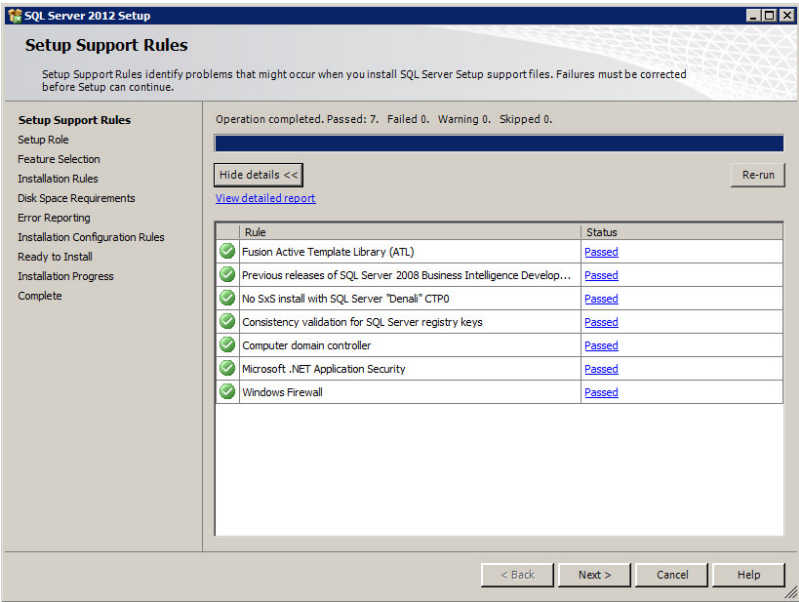 SQL Server 2012 Setup
Setup Support Rules
Setup Support Rules identify problems that might occur when you install SQL Server Setup support files. Failures must be corrected
before Setup can continue.
Setup Support Rules
Setup Role
Feature Selection
Installation Rules
Disk Space Requirements
Error Reporting
Installation Configuration Rules
Ready to Install
Installation Progress
Complete
Operation completed. Passed: 7.   Failed 0.   Warning 0.   Skipped 0.
Hide details <<
Re-run
View detailed report
Rule Status
Fusion Active Template Library (ATL) Passed
Previous releases of SQL Server 2008 Business Intelligence Develop... Passed
No SxS install with SQL Server "Denali" CTP0 Passed
Consistency validation for SQL Server registry keys Passed
Computer domain controller Passed
Microsoft .NET Application Security Passed
Windows Firewall Passed
< Back Next > Cancel Help